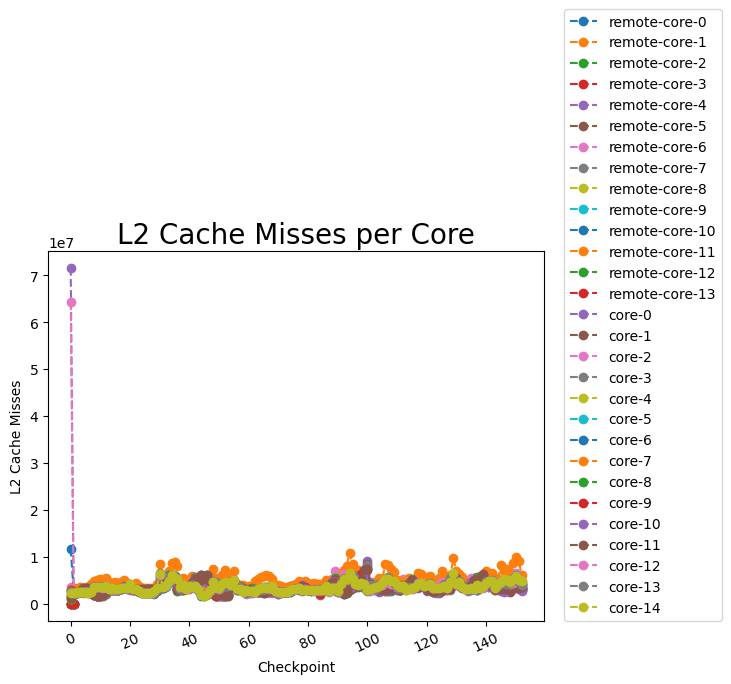 L2 Cache Misses per Core
1e7
7
6
5
4
3
2
1
0
L2 Cache Misses
0
20
40
60
80
100
120
140
Checkpoint
remote-core-0
remote-core-1
remote-core-2
remote-core-3
remote-core-4
remote-core-5
remote-core-6
remote-core-7
remote-core-8
remote-core-9
remote-core-10
remote-core-11
remote-core-12
remote-core-13
core-0
core-1
core-2
core-3
core-4
core-5
core-6
core-7
core-8
core-9
core-10
core-11
core-12
core-13
core-14